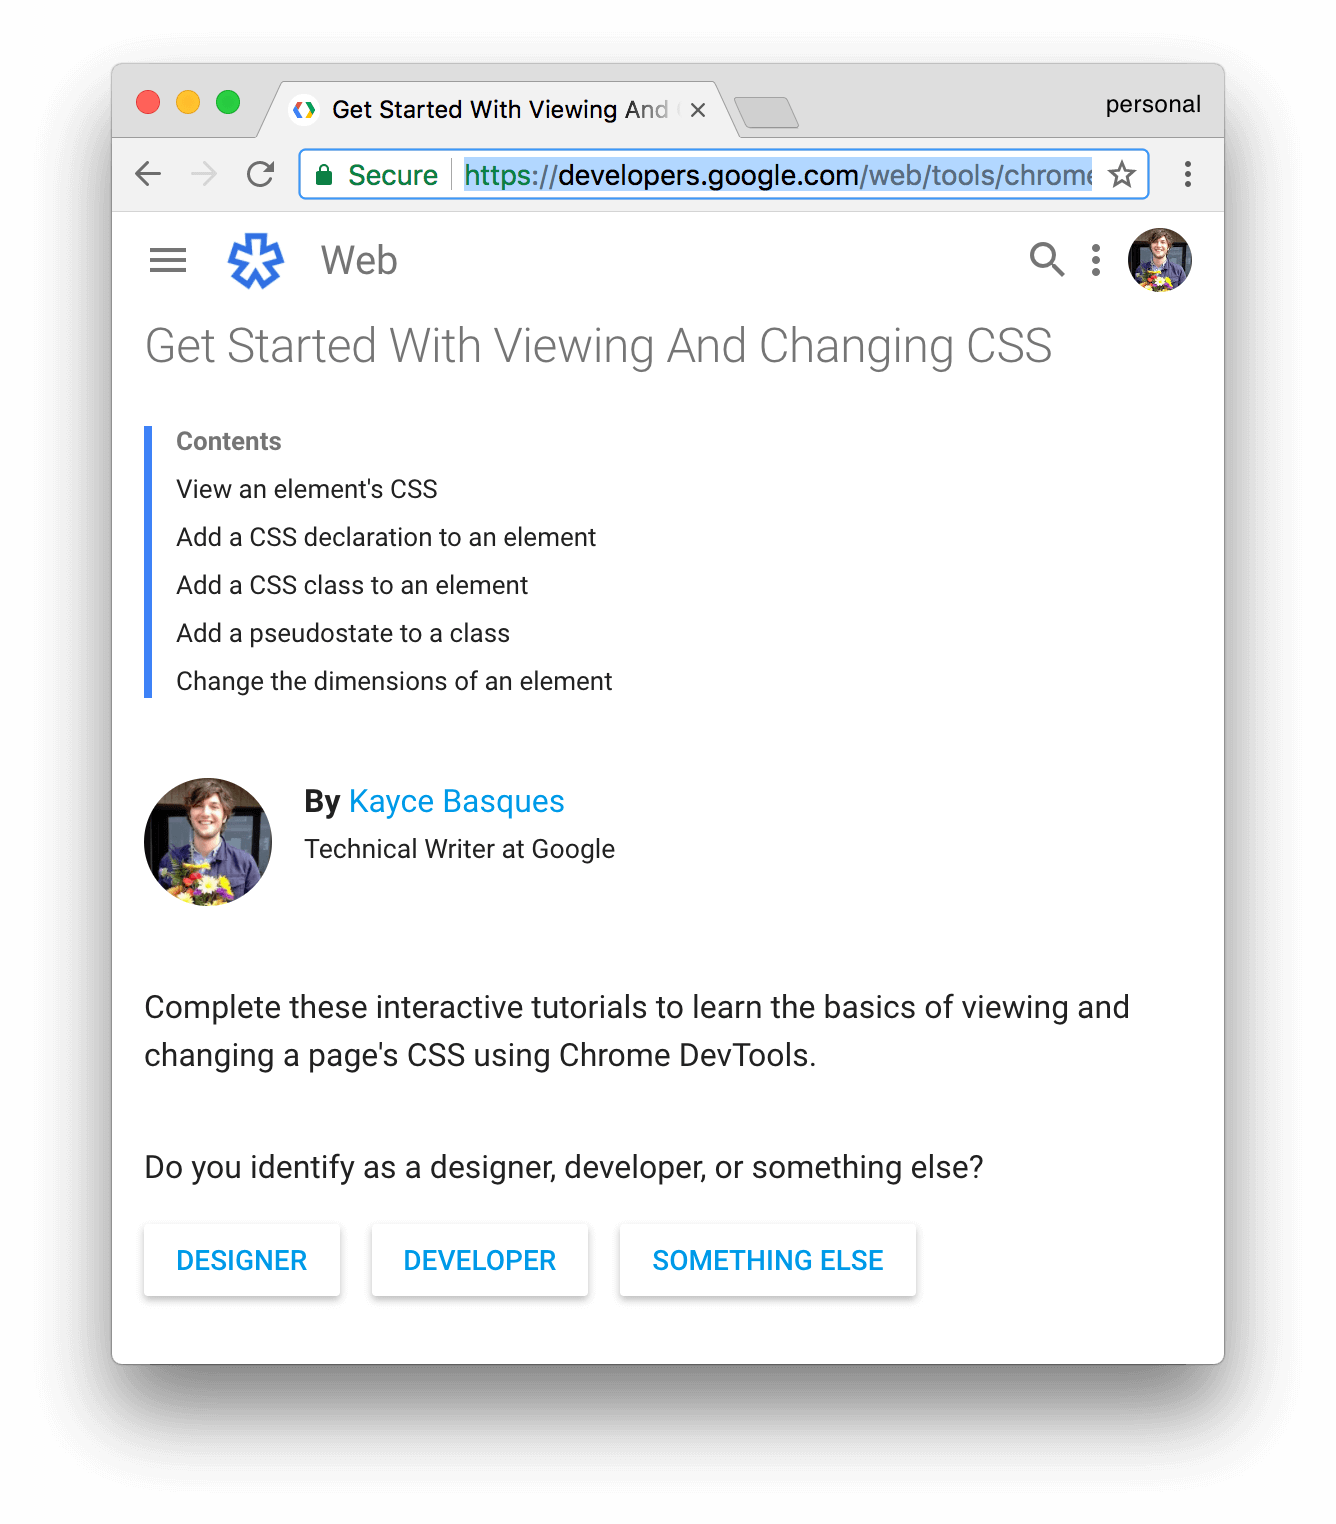 Get Started With Viewing And
personal
Secure https://developers.google.com/web/tools/chrome
Web
Get Started With Viewing And Changing CSS
Contents
View an element's CSS
Add a CSS declaration to an element
Add a CSS class to an element
Add a pseudostate to a class
Change the dimensions of an element
By Kayce Basques
Technical Writer at Google
Complete these interactive tutorials to learn the basics of viewing and
changing a page's CSS using Chrome DevTools.
Do you identify as a designer, developer, or something else?
DESIGNER DEVELOPER SOMETHING ELSE